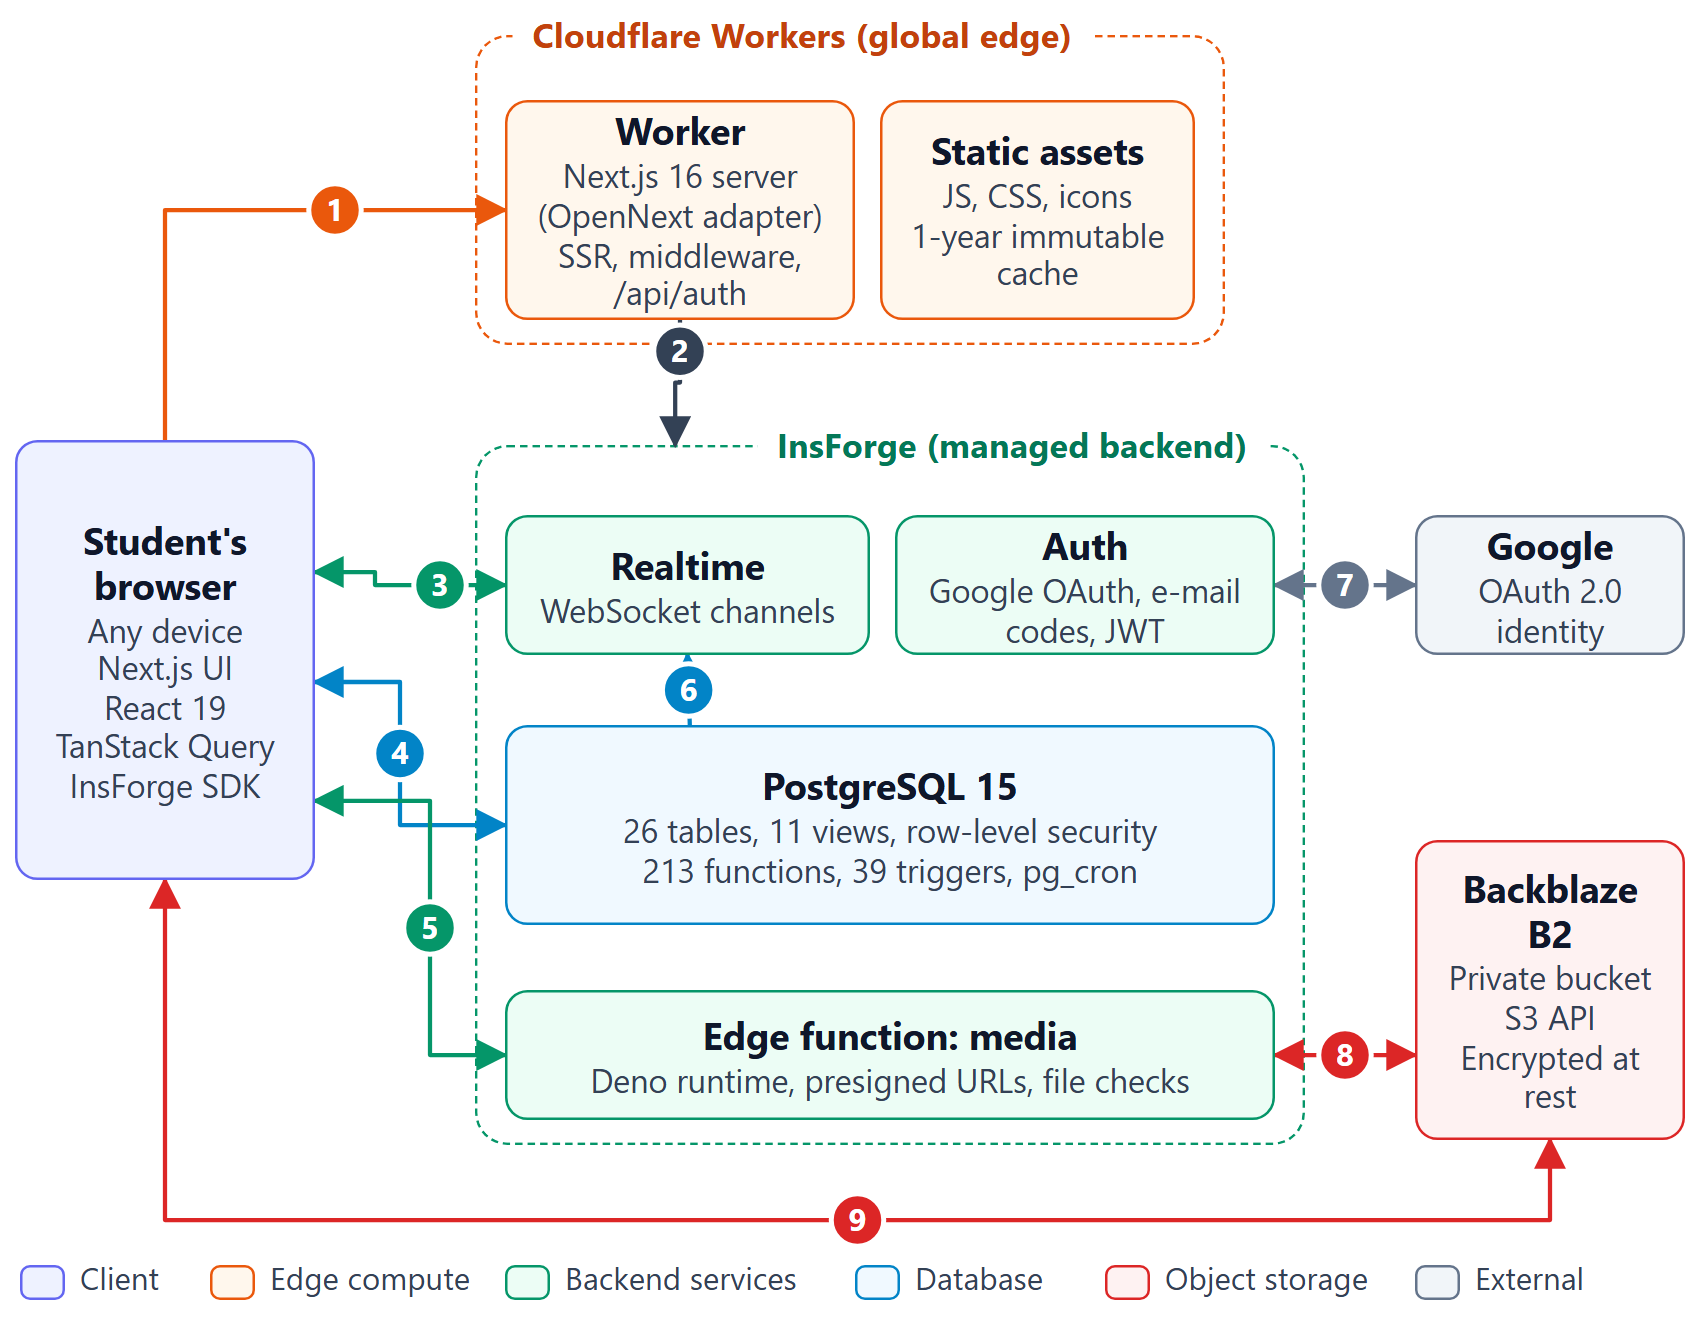 Cloudflare Workers (global edge)
Worker
Next.js 16 server
(OpenNext adapter)
SSR, middleware,
/api/auth
Static assets
JS, CSS, icons
1-year immutable
cache
1
2
InsForge (managed backend)
Student's
browser
Any device
Next.js UI
React 19
TanStack Query
InsForge SDK
3
Realtime
WebSocket channels
Auth
Google OAuth, e-mail
codes, JWT
7
Google
OAuth 2.0
identity
6
4
PostgreSQL 15
26 tables, 11 views, row-level security
213 functions, 39 triggers, pg_cron
5
Edge function: media
Deno runtime, presigned URLs, file checks
8
Backblaze
B2
Private bucket
S3 API
Encrypted at
rest
9
Client
Edge compute
Backend services
Database
Object storage
External